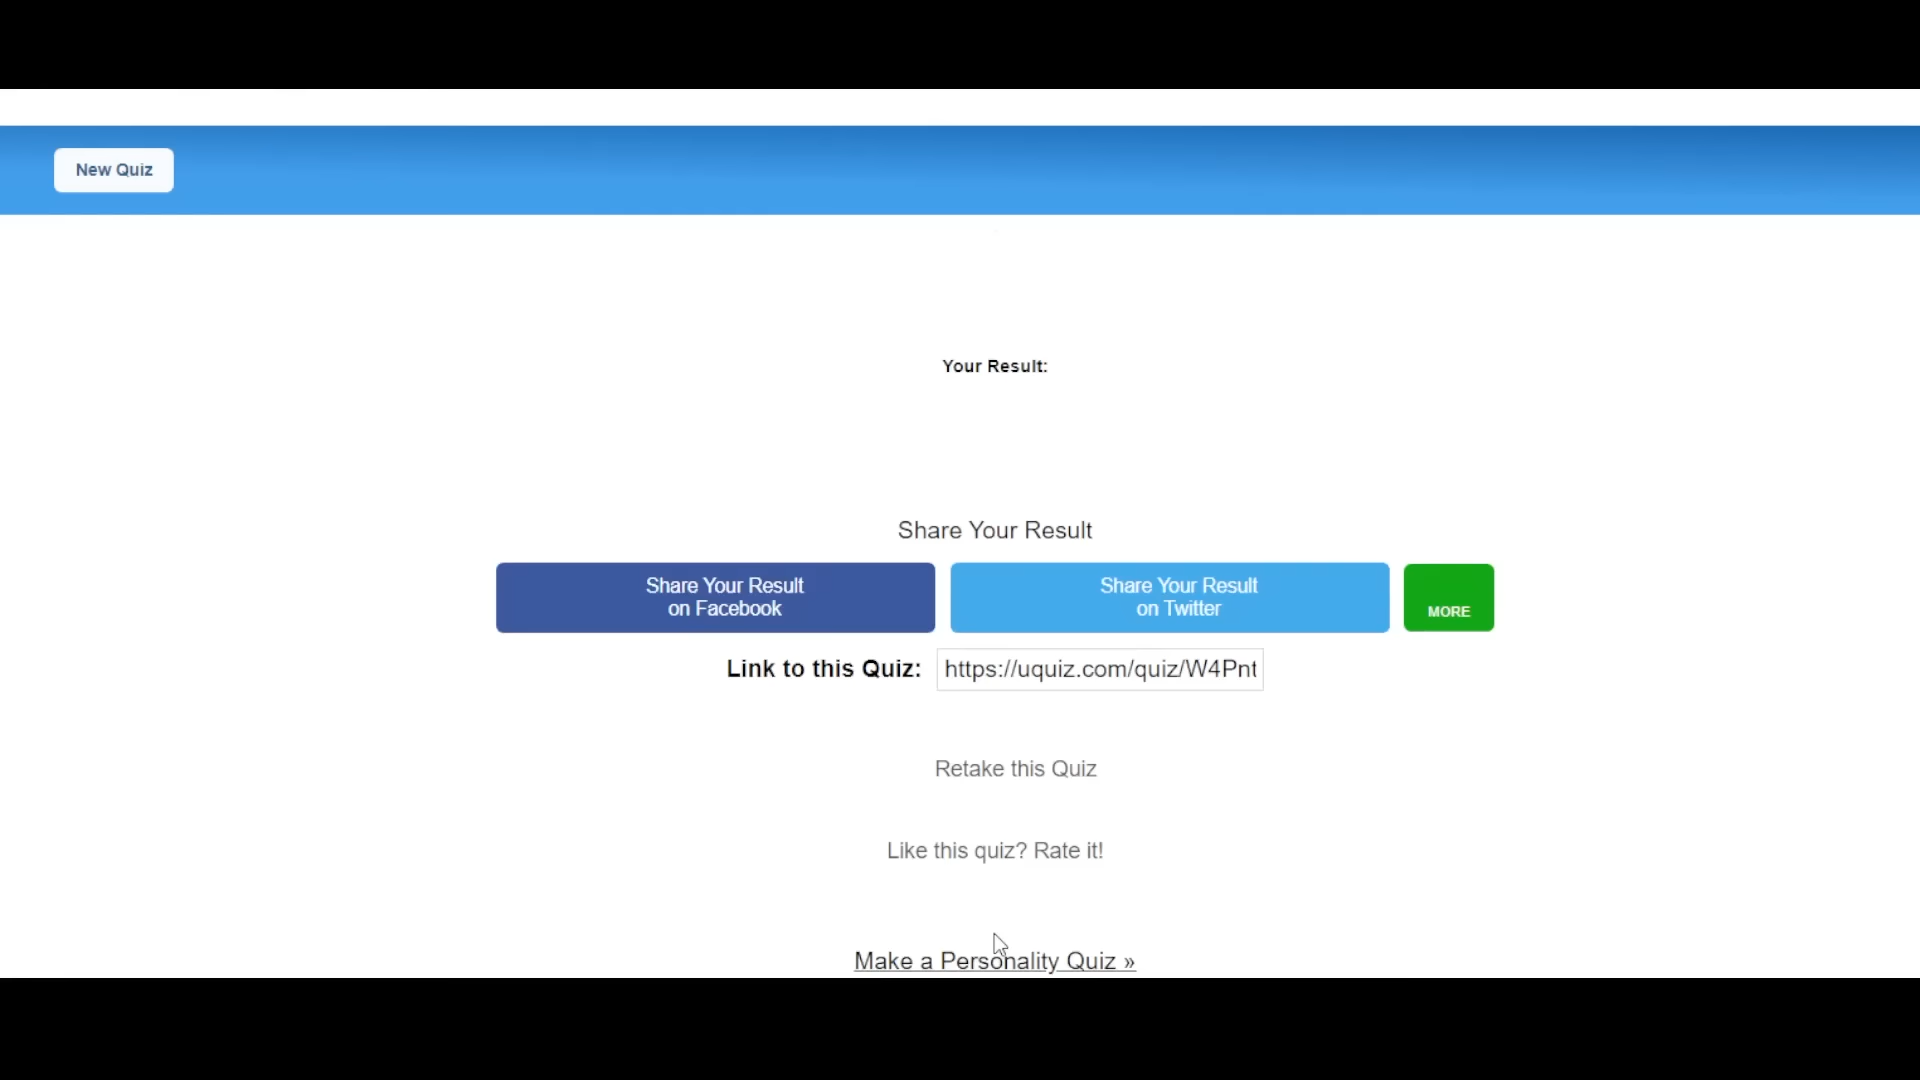 New Quiz
Your Result:
Share Your Result
Share Your Result
on Facebook
Share Your Result
on Twitter
MORE
Link to this Quiz: https://uquiz.com/quiz/W4Pnt
Retake this Quiz
Like this quiz? Rate it!
Make a Personality Quiz »